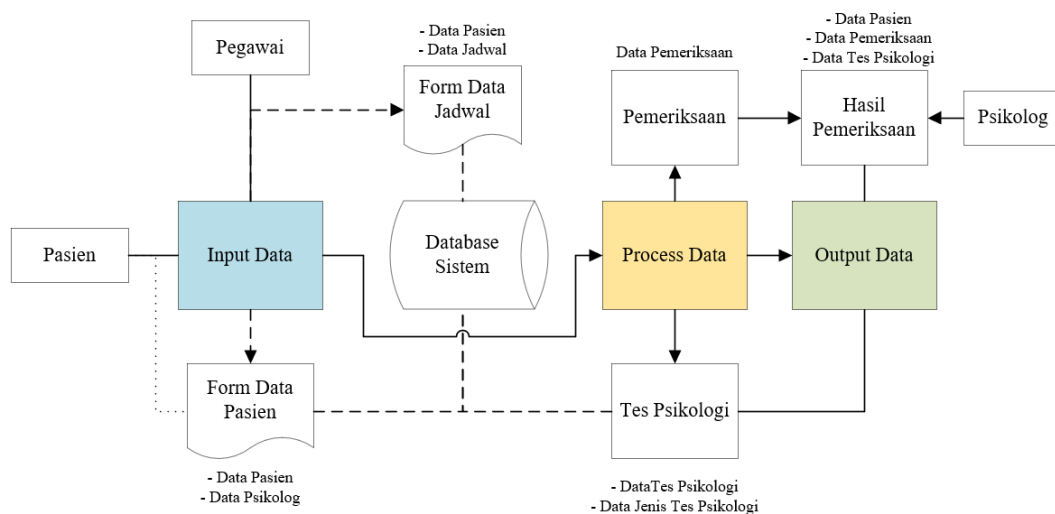 Pegawai
- Data Pasien
- Data Jadwal
Form Data
Jadwal
Data Pemeriksaan
Pemeriksaan
- Data Pasien
- Data Pemeriksaan
- Data Tes Psikologi
Hasil
Pemeriksaan
Psikolog
Pasien
Input Data
Database
Sistem
Process Data
Output Data
Form Data
Pasien
- Data Pasien
- Data Psikolog
Tes Psikologi
- DataTes Psikologi
- Data Jenis Tes Psikologi